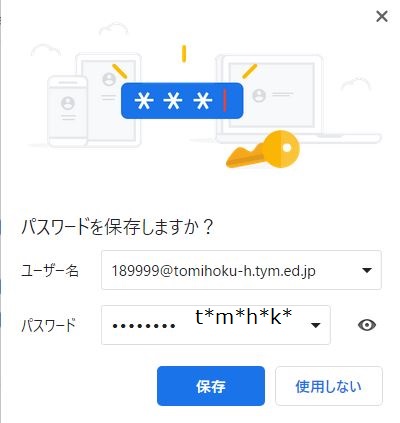 ***
パスワードを保存しますか？
ユーザー名 189999@tomihoku-h.tym.ed.jp
パスワード •••••••• t*m*h*k*
保存 使用しない